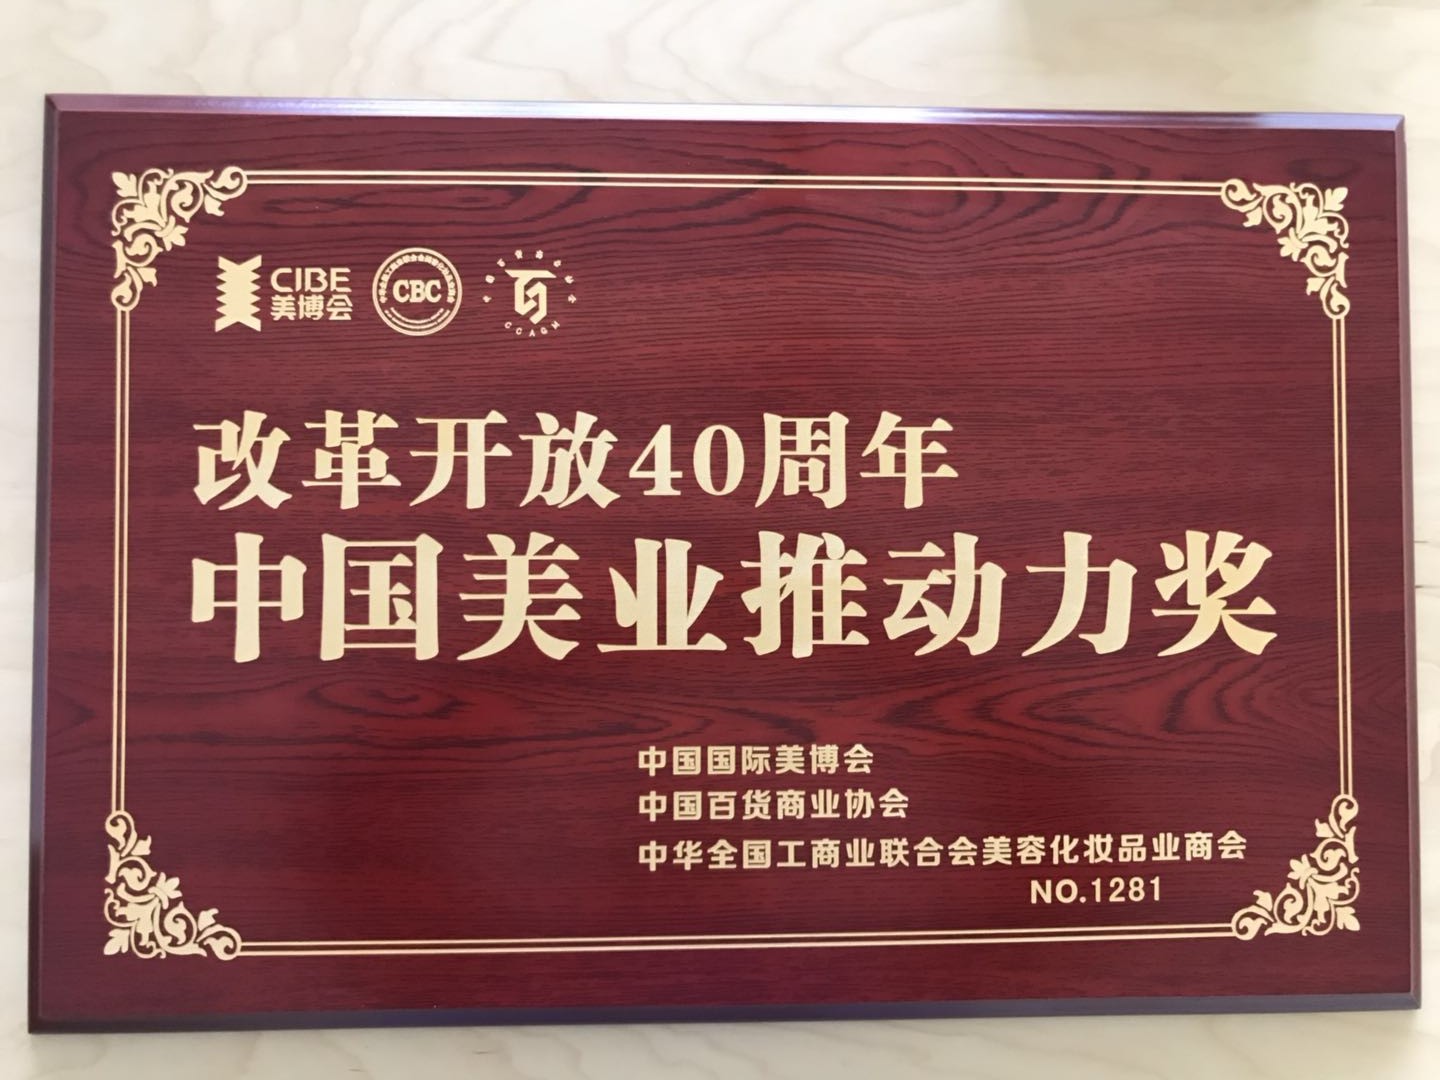 CIBE
美博会
CBC
CCAGM
改革开放40周年
中国美业推动力奖
中国国际美博会
中国百货商业协会
中华全国工商业联合会美容化妆品业商会
NO.1281